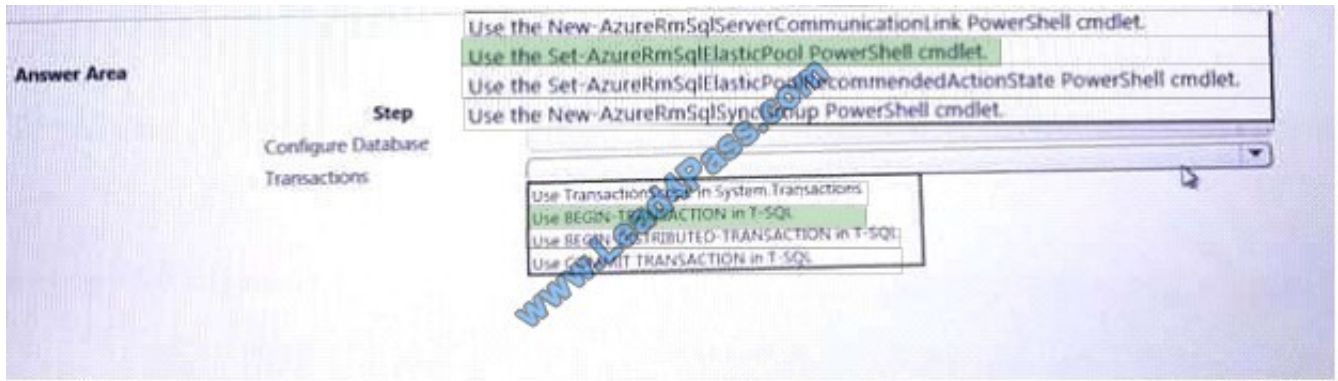 Use the New-AzureRmSqlServerCommunicationLink PowerShell cmdlet.
Use the Set-AzureRmSqlElasticPool PowerShell cmdlet.
Answer Area
Use the Set-AzureRmSqlElasticPoolRecommendedActionState PowerShell cmdlet.
Step
Use the New-AzureRmSqlSyncGroup PowerShell cmdlet.
Configure Database
Transactions
Use TransactionScope in System.Transactions
Use BEGIN-TRANSACTION in T-SQL
Use BEGIN-DISTRIBUTED-TRANSACTION in T-SQL
Use COMMIT TRANSACTION in T-SQL
www.Lead4Pass.com